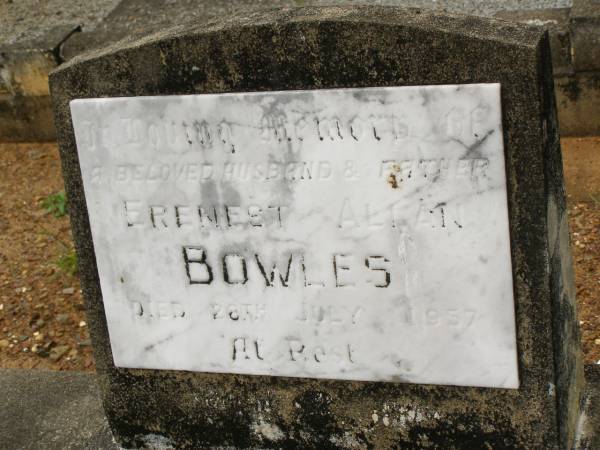 In Loving Memory Of
A BELOVED HUSBAND & FATHER
ERENEST ALLAN
BOWLES
DIED 28TH JULY 1957
At Rest